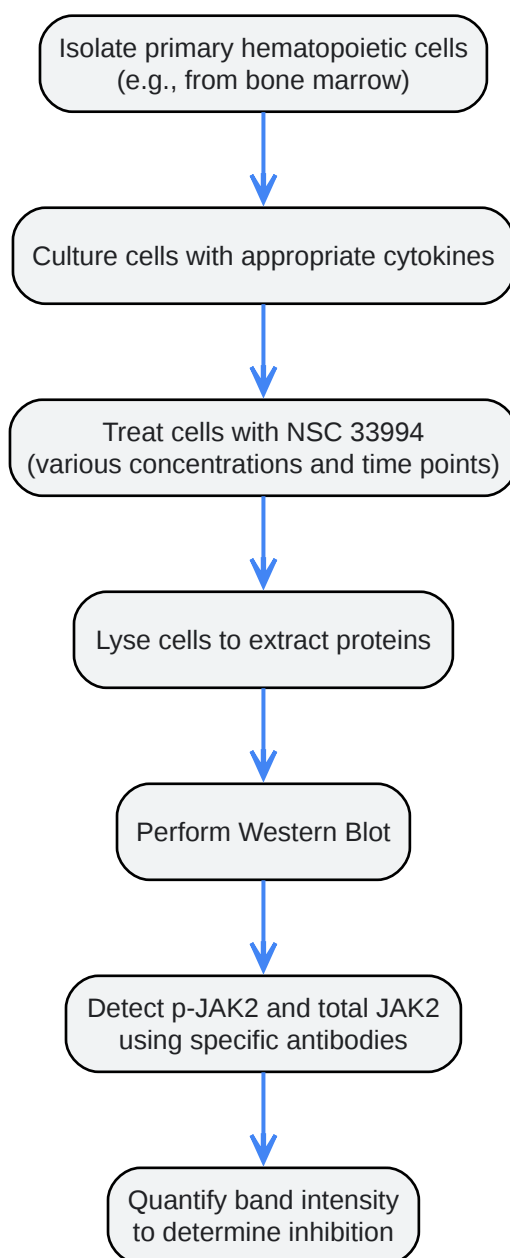 Isolate primary hematopoietic cells
(e.g., from bone marrow)
Culture cells with appropriate cytokines
Treat cells with NSC 33994
(various concentrations and time points)
Lyse cells to extract proteins
Perform Western Blot
Detect p-JAK2 and total JAK2
using specific antibodies
Quantify band intensity
to determine inhibition